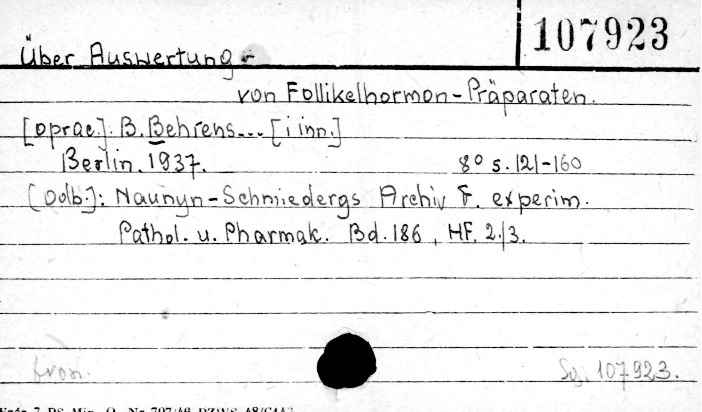 107923
Über Auswertung -
von Follikelhormon-Präparaten.
[oprac.]. B. Behrens... [i inn.]
Berlin. 1937. 8° s. 121-160
[Odb.]: Naunyn-Schmiedergs Archiv f. experim.
Pathol. u. Pharmak. Bd. 186, Hf. 2./3.
Sg. 107923.